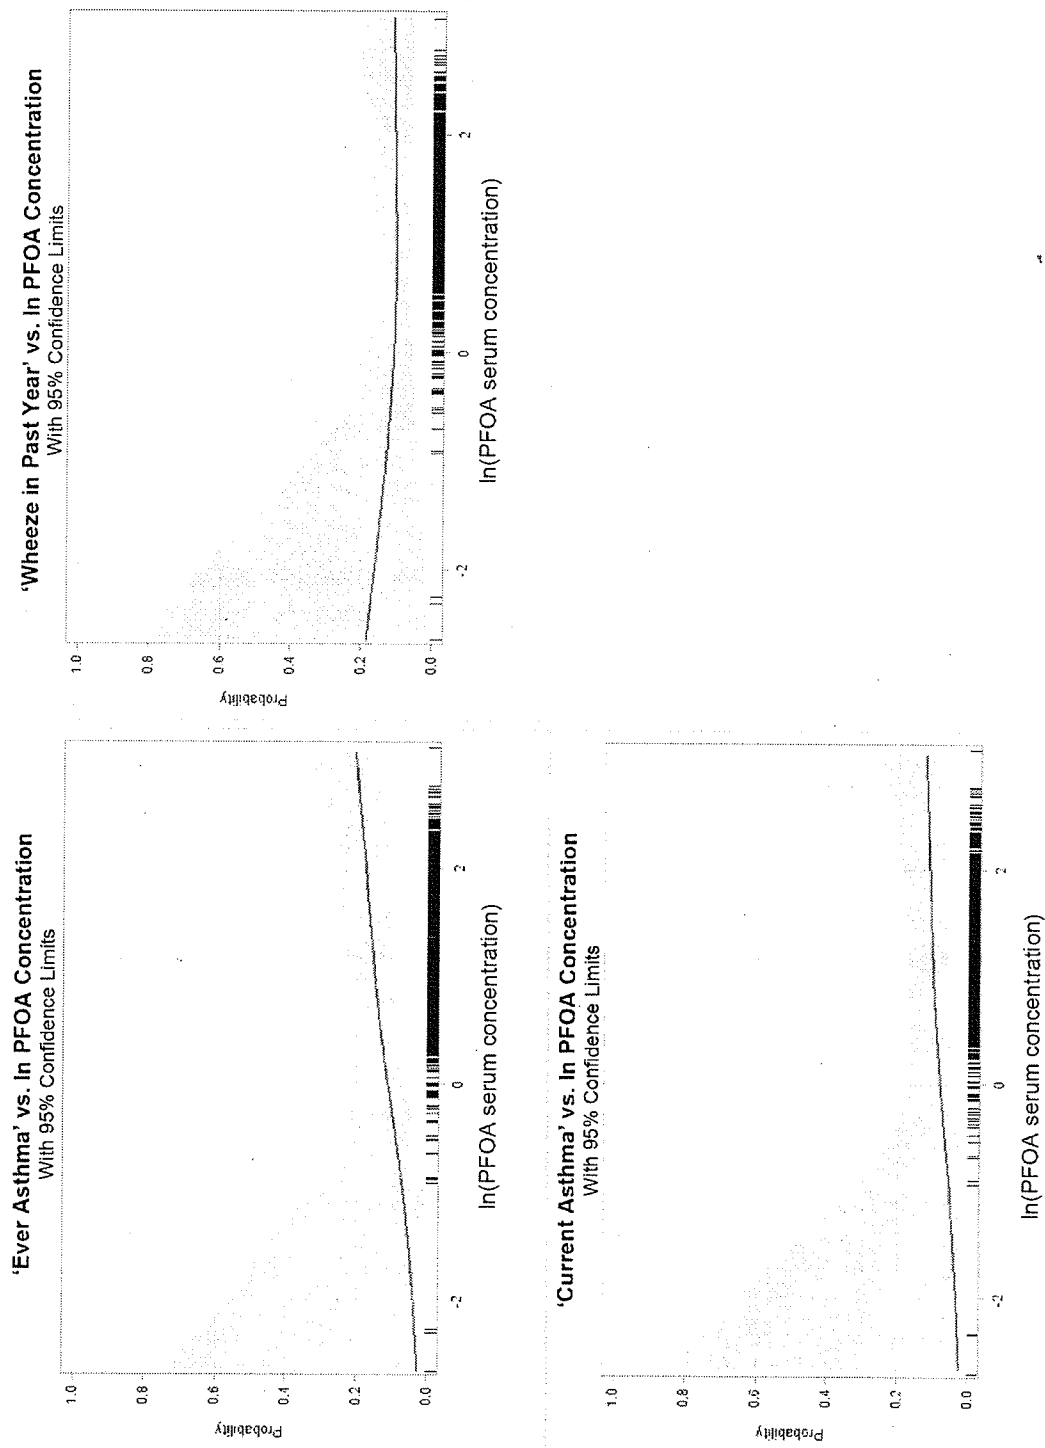 'Ever Asthma' vs. ln PFOA Concentration
With 95% Confidence Limits
Probability
1.0
0.8
0.6
0.4
0.2
0.0
-2
0
2
ln(PFOA serum concentration)
'Wheeze in Past Year' vs. ln PFOA Concentration
With 95% Confidence Limits
Probability
1.0
0.8
0.6
0.4
0.2
0.0
-2
0
2
ln(PFOA serum concentration)
'Current Asthma' vs. ln PFOA Concentration
With 95% Confidence Limits
Probability
1.0
0.8
0.6
0.4
0.2
0.0
-2
0
2
ln(PFOA serum concentration)